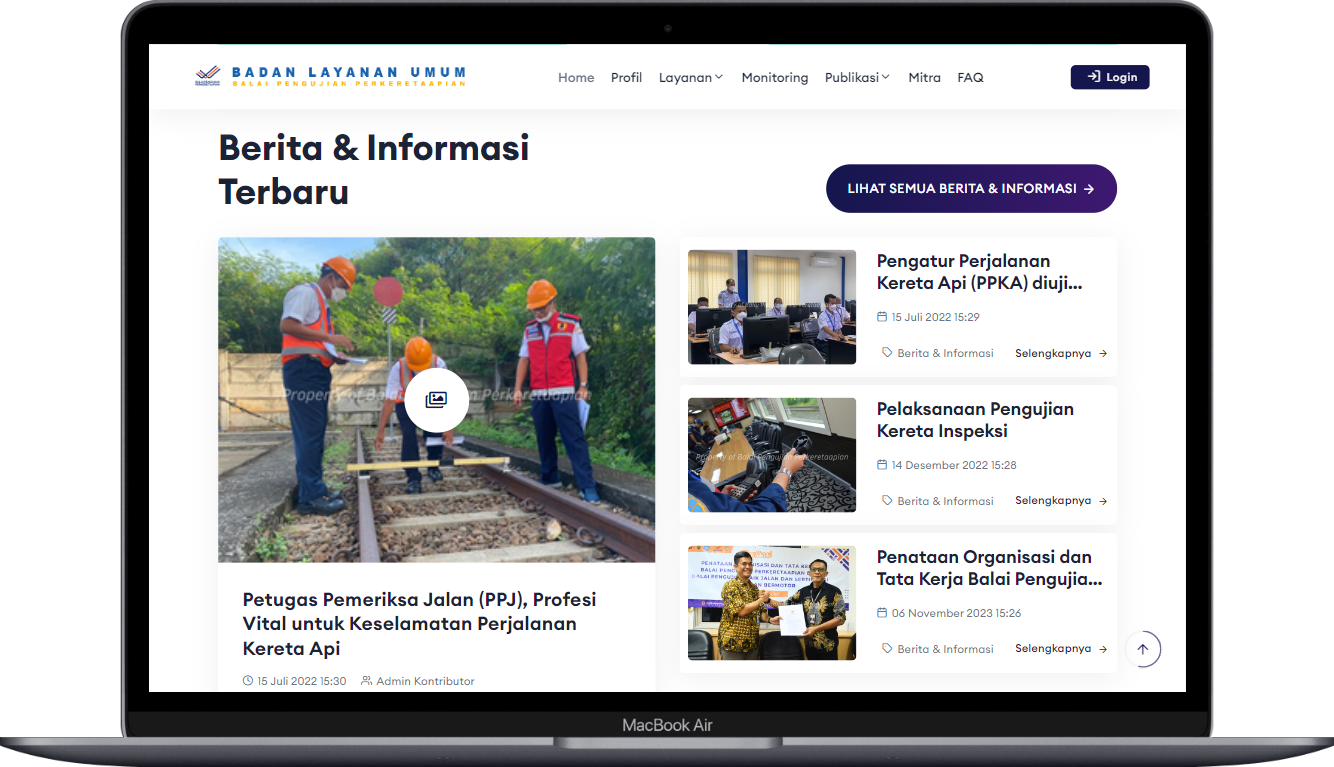 BADAN LAYANAN UMUM
BALAI PENGUJIAN PERKERETAAPIAN
Home Profil Layanan Monitoring Publikasi Mitra FAQ
Login
Berita & Informasi
Terbaru
LIHAT SEMUA BERITA & INFORMASI →
Property of Balai
n Perkeretaapian
Petugas Pemeriksa Jalan (PPJ), Profesi
Vital untuk Keselamatan Perjalanan
Kereta Api
15 Juli 2022 15:30 Admin Kontributor
Pengatur Perjalanan
Kereta Api (PPKA) diuji...
15 Juli 2022 15:29
Berita & Informasi Selengkapnya →
Property of Balai Pengujian Perkeretaapian
Pelaksanaan Pengujian
Kereta Inspeksi
14 Desember 2022 15:28
Berita & Informasi Selengkapnya →
Penataan Organisasi dan
Tata Kerja Balai Pengujia...
06 November 2023 15:26
Berita & Informasi Selengkapnya →
MacBook Air